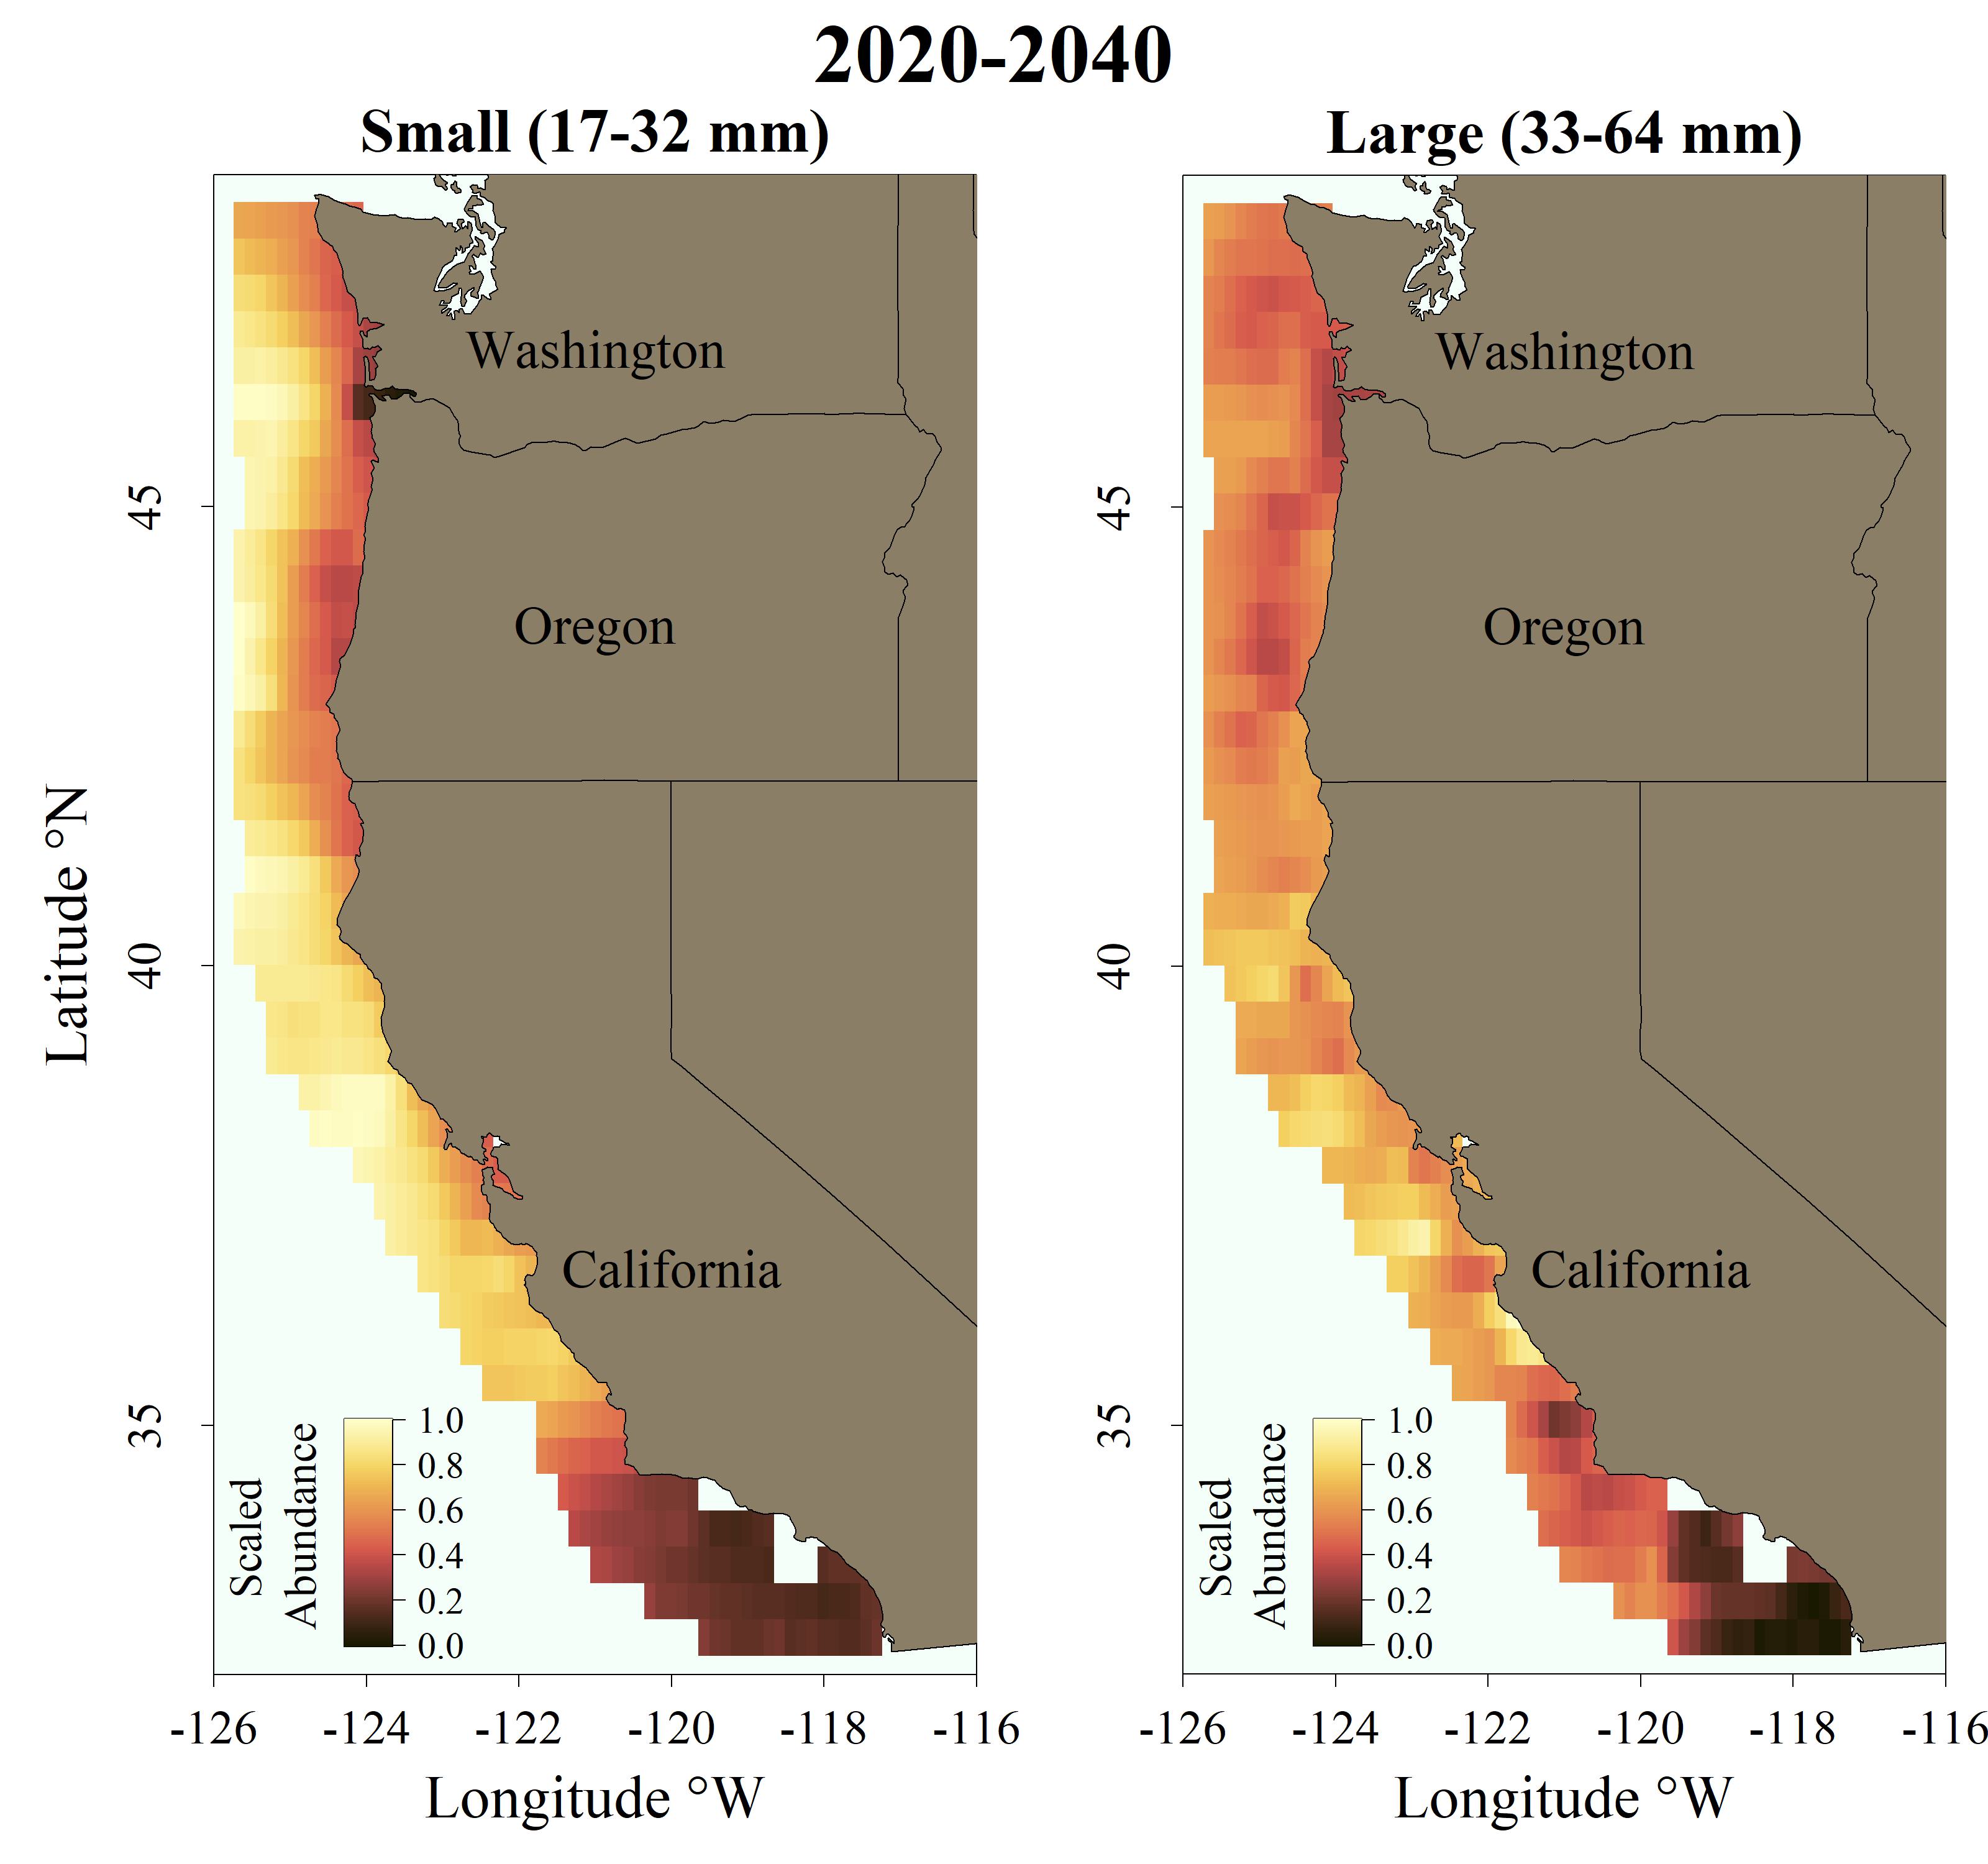 2020-2040
Small (17-32 mm)
Large (33-64 mm)
Washington
Oregon
California
Washington
Oregon
California
Latitude °N
45
40
35
45
40
35
Scaled
Abundance
1.0
0.8
0.6
0.4
0.2
0.0
Scaled
Abundance
1.0
0.8
0.6
0.4
0.2
0.0
-126 -124 -122 -120 -118 -116
-126 -124 -122 -120 -118 -116
Longitude °W
Longitude °W